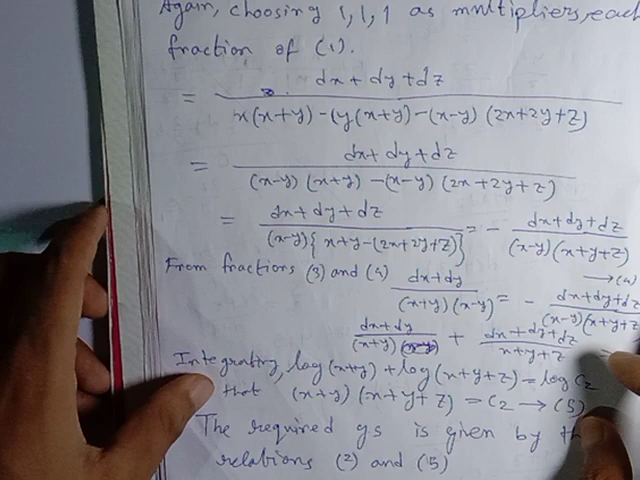 Again, choosing 1, 1, 1 as multipliers, each
fraction of (1).
= dx + dy + dz / x(x+y) - (y(x+y) - (x-y) (2x+2y+z)
= dx + dy + dz / (x-y) (x+y) - (x-y) (2x+2y+z)
= dx + dy + dz / (x-y){x+y-(2x+2y+z)} = - dx+dy+dz / (x-y)(x+y+z)
→ (4)
From fractions (3) and (4) dx+dy / (x+y)(x-y) = - dx+dy+dz / (x-y)(x+y+z
dx+dy / (x+y) + dx+dy+dz / x+y+z =
Integrating, log(x+y) + log(x+y+z) = log C2
that (x+y) (x+y+z) = C2 → (5)
The required gs is given by th
relations (2) and (5)